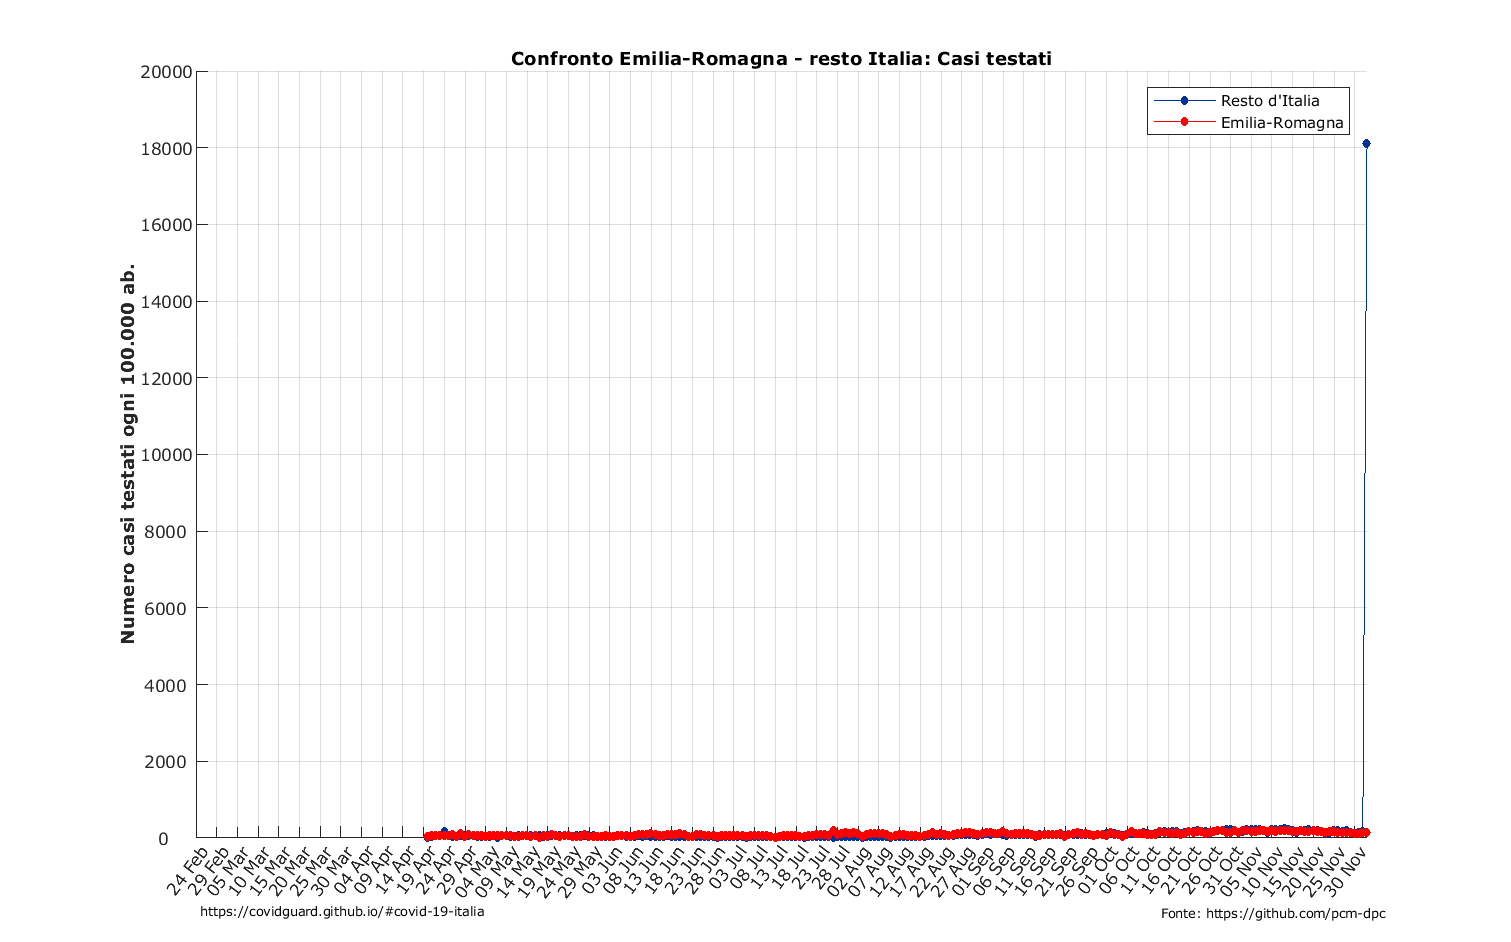 Confronto Emilia-Romagna - resto Italia: Casi testati
Resto d'Italia
Emilia-Romagna
Numero casi testati ogni 100.000 ab.
20000
18000
16000
14000
12000
10000
8000
6000
4000
2000
0
24 Feb
29 Feb
05 Mar
10 Mar
15 Mar
20 Mar
25 Mar
30 Mar
04 Apr
09 Apr
14 Apr
19 Apr
24 Apr
29 Apr
04 May
09 May
14 May
19 May
24 May
29 May
03 Jun
08 Jun
13 Jun
18 Jun
23 Jun
28 Jun
03 Jul
08 Jul
13 Jul
18 Jul
23 Jul
28 Jul
02 Aug
07 Aug
12 Aug
17 Aug
22 Aug
27 Aug
01 Sep
06 Sep
11 Sep
16 Sep
21 Sep
26 Sep
01 Oct
06 Oct
11 Oct
16 Oct
21 Oct
26 Oct
31 Oct
05 Nov
10 Nov
15 Nov
20 Nov
25 Nov
30 Nov
https://covidguard.github.io/#covid-19-italia
Fonte: https://github.com/pcm-dpc